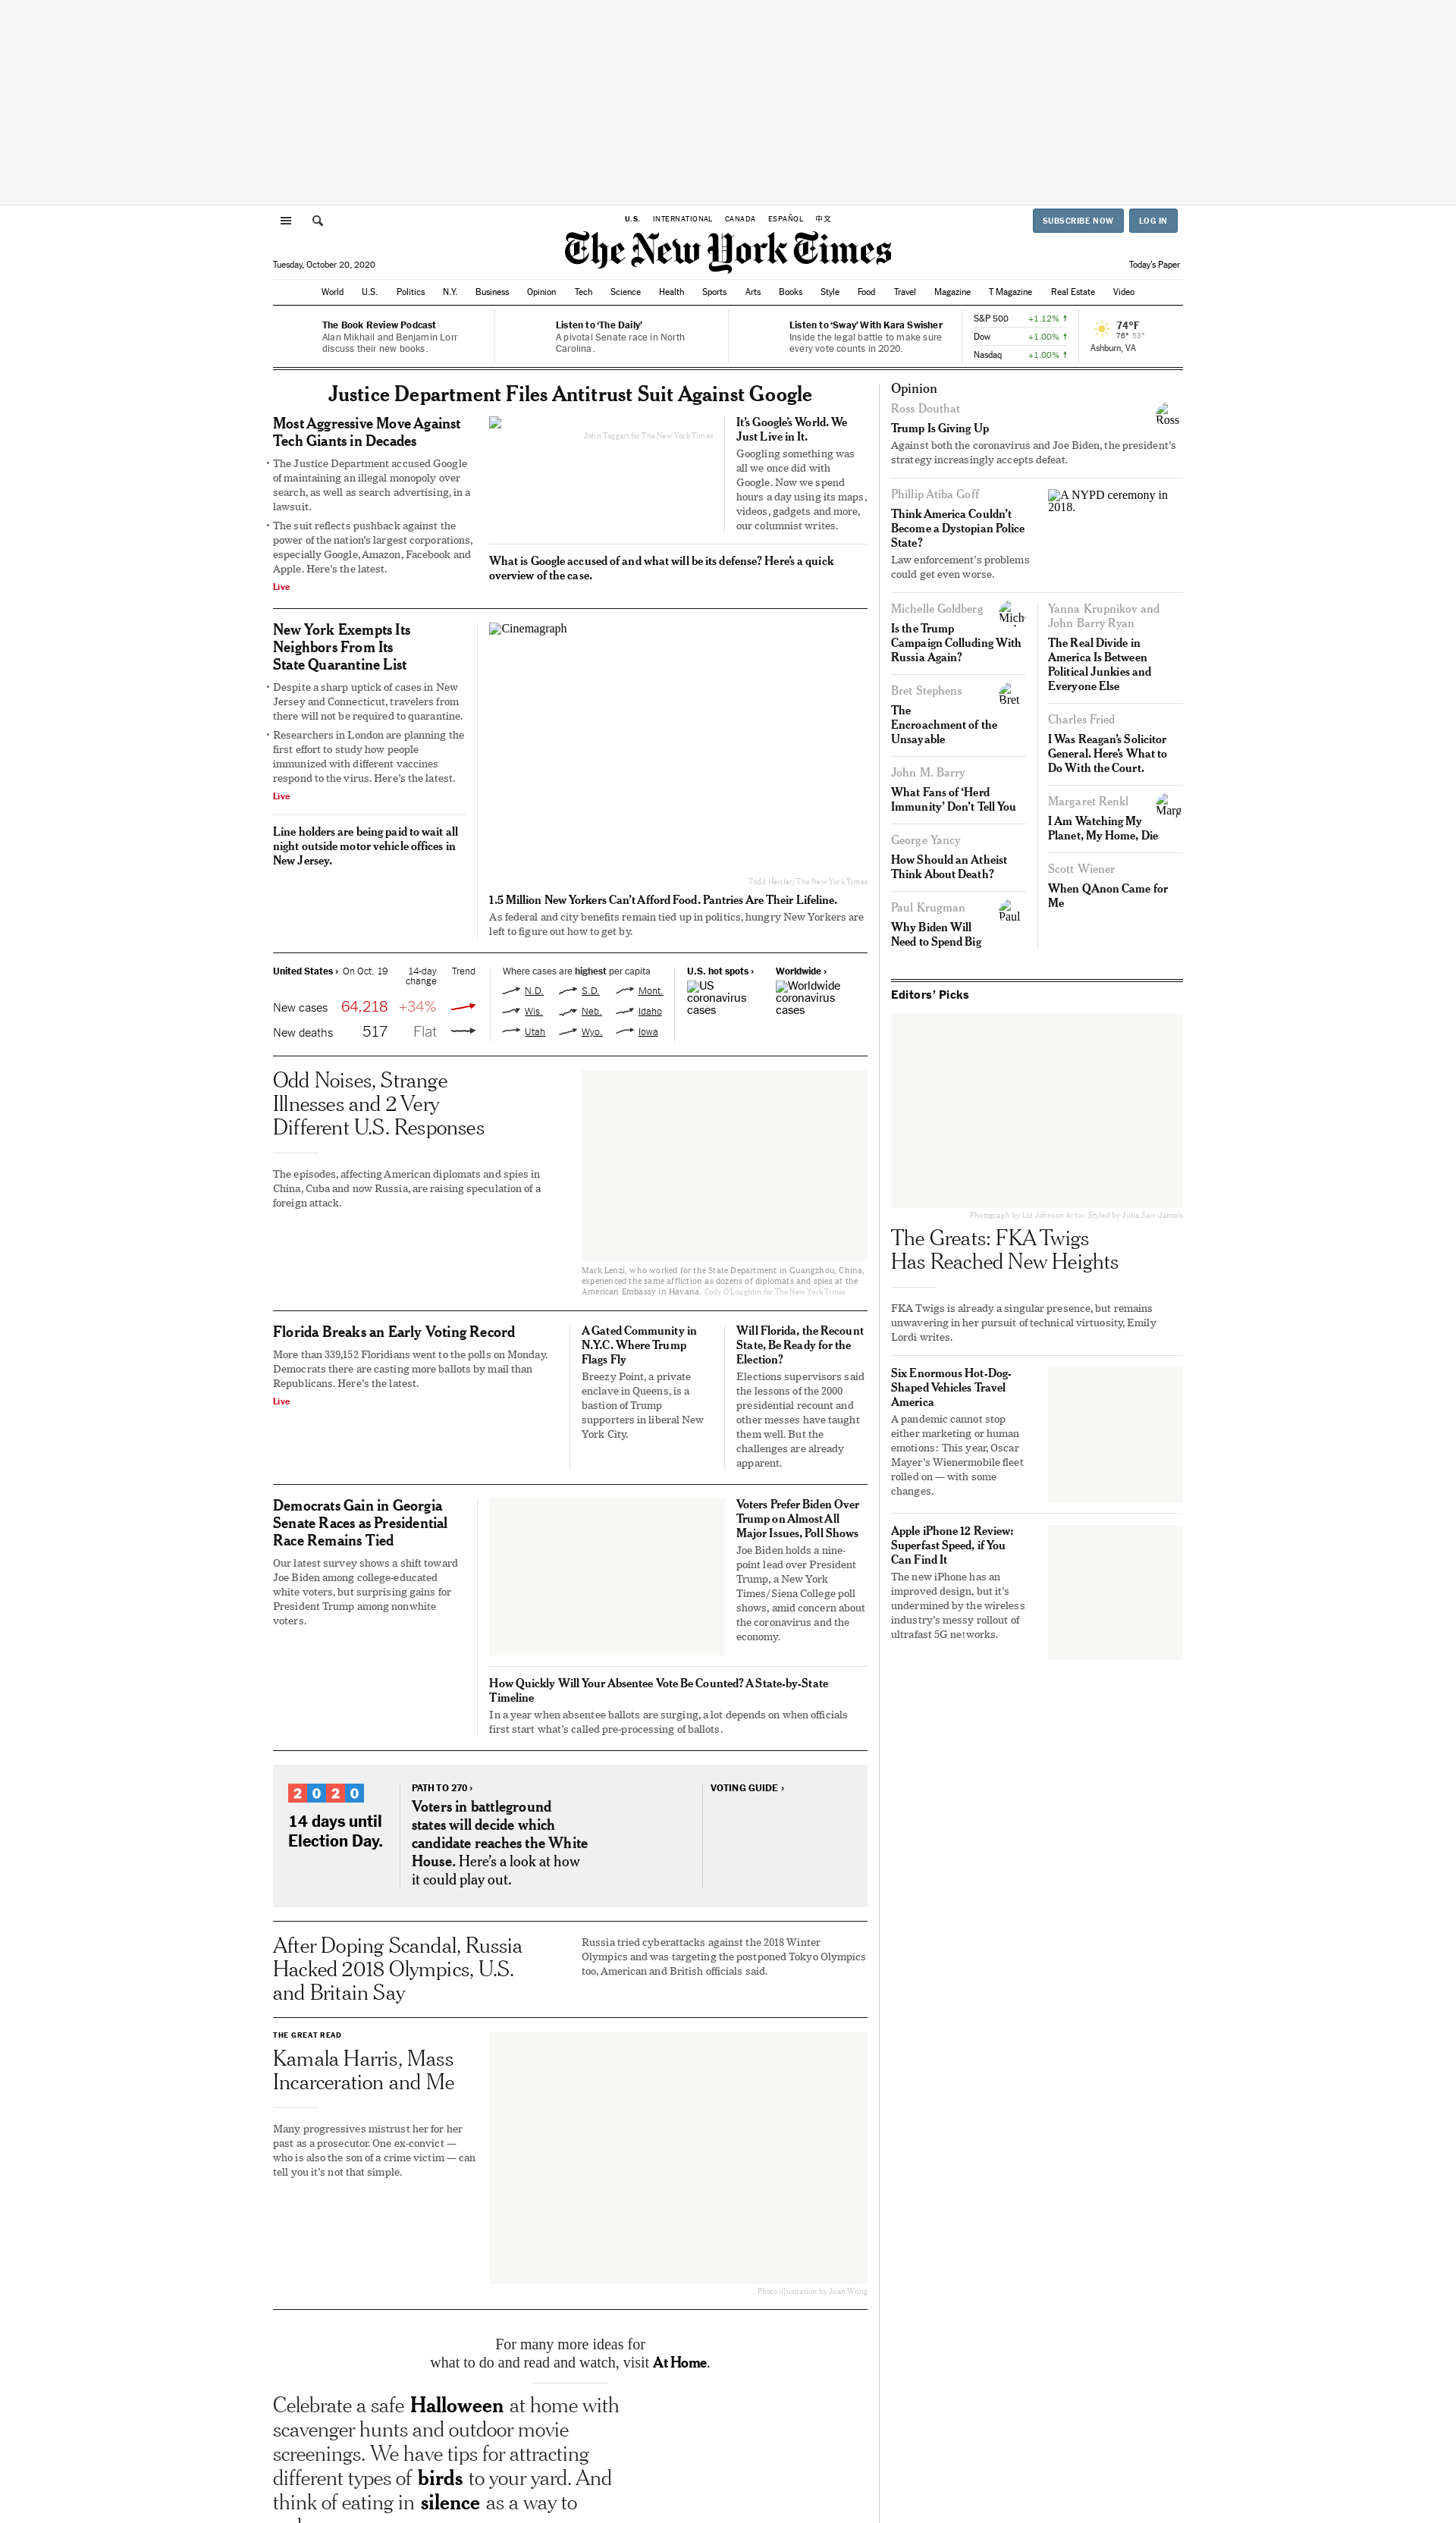 U.S. INTERNATIONAL CANADA ESPAÑOL 中文
SUBSCRIBE NOW LOG IN
The New York Times
Tuesday, October 20, 2020
Today's Paper
World U.S. Politics N.Y. Business Opinion Tech Science Health Sports Arts Books Style Food Travel Magazine T Magazine Real Estate Video
The Book Review Podcast
Alan Mikhail and Benjamin Lorr
discuss their new books.
Listen to ‘The Daily’
A pivotal Senate race in North
Carolina.
Listen to ‘Sway’ With Kara Swisher
Inside the legal battle to make sure
every vote counts in 2020.
S&P 500 +1.12%
Dow +1.00%
Nasdaq +1.00%
74°F
76° 53°
Ashburn, VA
Justice Department Files Antitrust Suit Against Google
Most Aggressive Move Against
Tech Giants in Decades
• The Justice Department accused Google
of maintaining an illegal monopoly over
search, as well as search advertising, in a
lawsuit.
• The suit reflects pushback against the
power of the nation’s largest corporations,
especially Google, Amazon, Facebook and
Apple. Here’s the latest.
Live
John Taggart for The New York Times
It’s Google’s World. We
Just Live in It.
Googling something was
all we once did with
Google. Now we spend
hours a day using its maps,
videos, gadgets and more,
our columnist writes.
What is Google accused of and what will be its defense? Here’s a quick
overview of the case.
New York Exempts Its
Neighbors From Its
State Quarantine List
• Despite a sharp uptick of cases in New
Jersey and Connecticut, travelers from
there will not be required to quarantine.
• Researchers in London are planning the
first effort to study how people
immunized with different vaccines
respond to the virus. Here’s the latest.
Live
Line holders are being paid to wait all
night outside motor vehicle offices in
New Jersey.
Cinemagraph
Todd Heisler/The New York Times
1.5 Million New Yorkers Can’t Afford Food. Pantries Are Their Lifeline.
As federal and city benefits remain tied up in politics, hungry New Yorkers are
left to figure out how to get by.
United States › On Oct. 19 14-day
change Trend
New cases 64,218 +34%
New deaths 517 Flat
Where cases are highest per capita
N.D. S.D. Mont.
Wis. Neb. Idaho
Utah Wyo. Iowa
U.S. hot spots ›
US
coronavirus
cases
Worldwide ›
Worldwide
coronavirus
cases
Odd Noises, Strange
Illnesses and 2 Very
Different U.S. Responses
The episodes, affecting American diplomats and spies in
China, Cuba and now Russia, are raising speculation of a
foreign attack.
Mark Lenzi, who worked for the State Department in Guangzhou, China,
experienced the same affliction as dozens of diplomats and spies at the
American Embassy in Havana. Cody O’Loughlin for The New York Times
Florida Breaks an Early Voting Record
More than 339,152 Floridians went to the polls on Monday.
Democrats there are casting more ballots by mail than
Republicans. Here’s the latest.
Live
A Gated Community in
N.Y.C. Where Trump
Flags Fly
Breezy Point, a private
enclave in Queens, is a
bastion of Trump
supporters in liberal New
York City.
Will Florida, the Recount
State, Be Ready for the
Election?
Elections supervisors said
the lessons of the 2000
presidential recount and
other messes have taught
them well. But the
challenges are already
apparent.
Democrats Gain in Georgia
Senate Races as Presidential
Race Remains Tied
Our latest survey shows a shift toward
Joe Biden among college-educated
white voters, but surprising gains for
President Trump among nonwhite
voters.
Voters Prefer Biden Over
Trump on Almost All
Major Issues, Poll Shows
Joe Biden holds a nine-
point lead over President
Trump, a New York
Times/Siena College poll
shows, amid concern about
the coronavirus and the
economy.
How Quickly Will Your Absentee Vote Be Counted? A State-by-State
Timeline
In a year when absentee ballots are surging, a lot depends on when officials
first start what’s called pre-processing of ballots.
2020
14 days until
Election Day.
PATH TO 270 ›
Voters in battleground
states will decide which
candidate reaches the White
House. Here’s a look at how
it could play out.
VOTING GUIDE ›
After Doping Scandal, Russia
Hacked 2018 Olympics, U.S.
and Britain Say
Russia tried cyberattacks against the 2018 Winter
Olympics and was targeting the postponed Tokyo Olympics
too, American and British officials said.
THE GREAT READ
Kamala Harris, Mass
Incarceration and Me
Many progressives mistrust her for her
past as a prosecutor. One ex-convict —
who is also the son of a crime victim — can
tell you it’s not that simple.
Photo illustration by Joan Wong
For many more ideas for
what to do and read and watch, visit At Home.
Celebrate a safe Halloween at home with
scavenger hunts and outdoor movie
screenings. We have tips for attracting
different types of birds to your yard. And
think of eating in silence as a way to
Opinion
Ross Douthat
Ross
Trump Is Giving Up
Against both the coronavirus and Joe Biden, the president’s
strategy increasingly accepts defeat.
Phillip Atiba Goff
Think America Couldn’t
Become a Dystopian Police
State?
Law enforcement’s problems
could get even worse.
A NYPD ceremony in
2018.
Michelle Goldberg
Is the Trump
Campaign Colluding With
Russia Again?
Bret Stephens
Bret
The
Encroachment of the
Unsayable
John M. Barry
What Fans of ‘Herd
Immunity’ Don’t Tell You
George Yancy
How Should an Atheist
Think About Death?
Paul Krugman
Paul
Why Biden Will
Need to Spend Big
Yanna Krupnikov and
John Barry Ryan
The Real Divide in
America Is Between
Political Junkies and
Everyone Else
Charles Fried
I Was Reagan’s Solicitor
General. Here’s What to
Do With the Court.
Margaret Renkl
Marg
I Am Watching My
Planet, My Home, Die
Scott Wiener
When QAnon Came for
Me
Editors’ Picks
Photograph by Liz Johnson Artur. Styled by Julia Sarr-Jamois
The Greats: FKA Twigs
Has Reached New Heights
FKA Twigs is already a singular presence, but remains
unwavering in her pursuit of technical virtuosity, Emily
Lordi writes.
Six Enormous Hot-Dog-
Shaped Vehicles Travel
America
A pandemic cannot stop
either marketing or human
emotions: This year, Oscar
Mayer’s Wienermobile fleet
rolled on — with some
changes.
Apple iPhone 12 Review:
Superfast Speed, if You
Can Find It
The new iPhone has an
improved design, but it’s
undermined by the wireless
industry’s messy rollout of
ultrafast 5G networks.